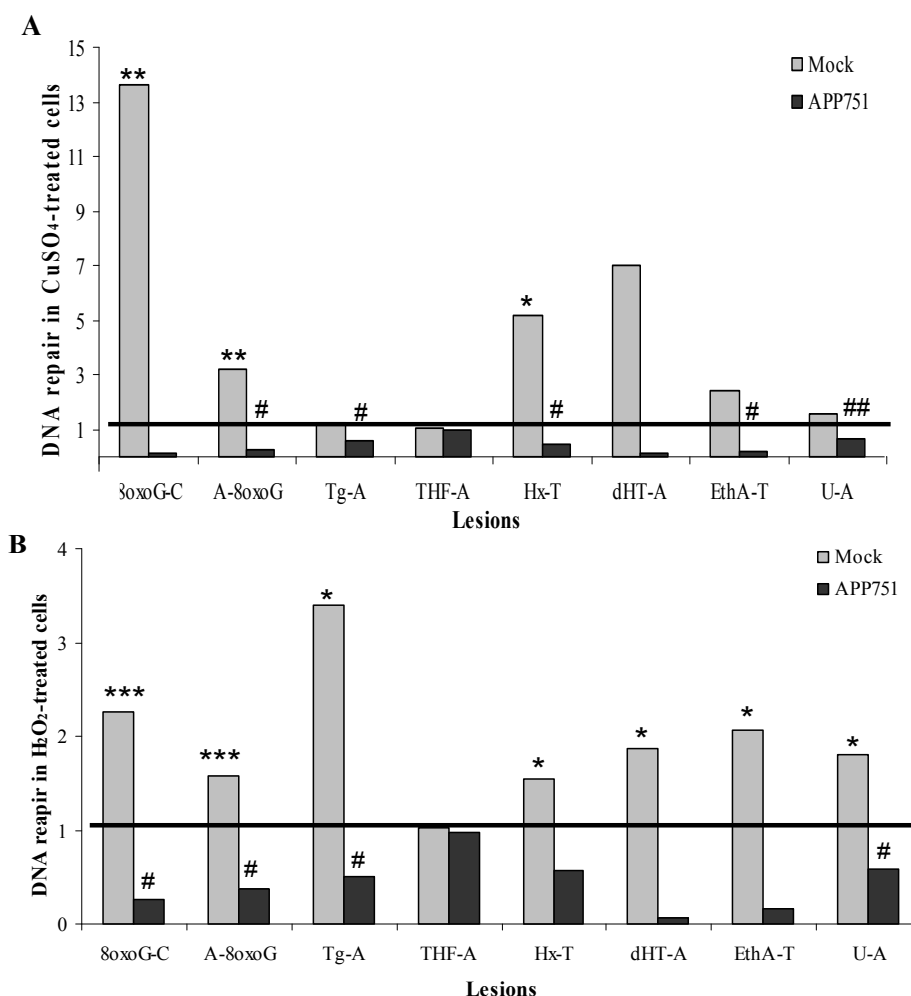 A
DNA repair in CuSO4-treated cells
15
13
11
9
7
5
3
1
Mock
APP751
**
**
#
#
*
#
#
##
8oxoG-C A-8oxoG Tg-A THF-A Hx-T dHT-A EthA-T U-A
Lesions
B
DNA reapir in H2O2-treated cells
4
3
2
1
0
Mock
APP751
***
#
***
#
*
#
*
*
*
*
#
8oxoG-C A-8oxoG Tg-A THF-A Hx-T dHT-A EthA-T U-A
Lesions